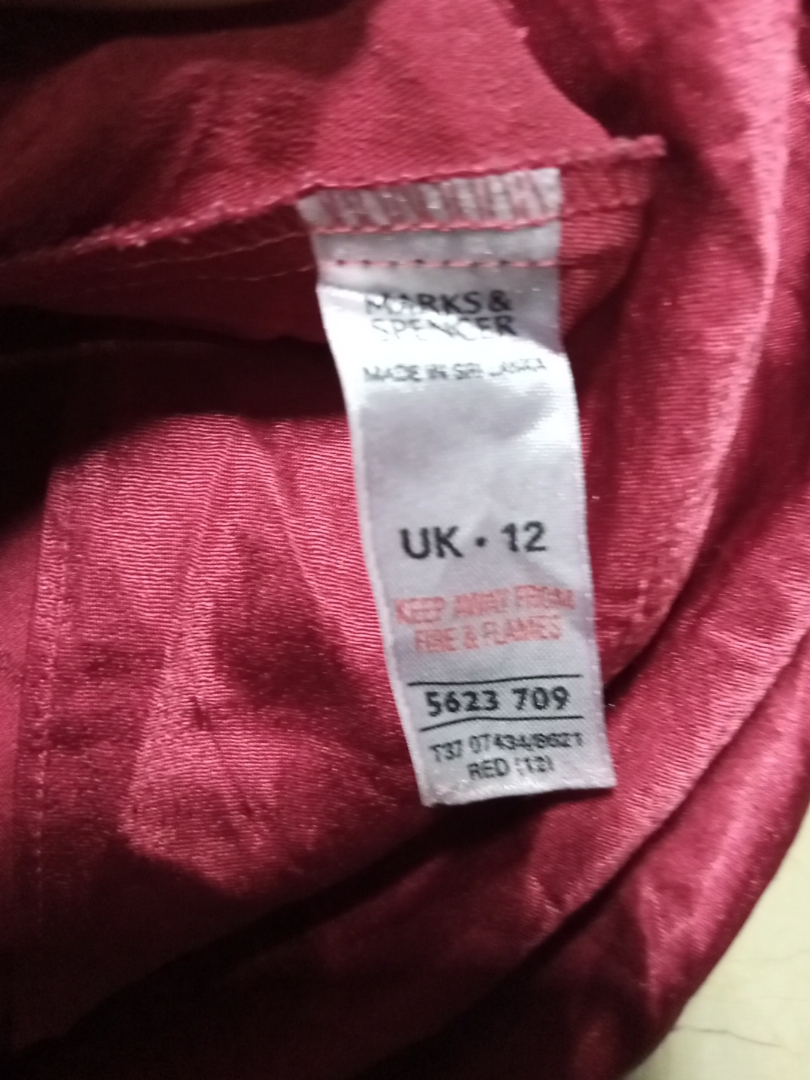 MARKS &
SPENCER
MADE IN SRI LANKA
UK • 12
KEEP AWAY FROM
FIRE & FLAMES
5623 709
T37 07434/8621
RED (12)